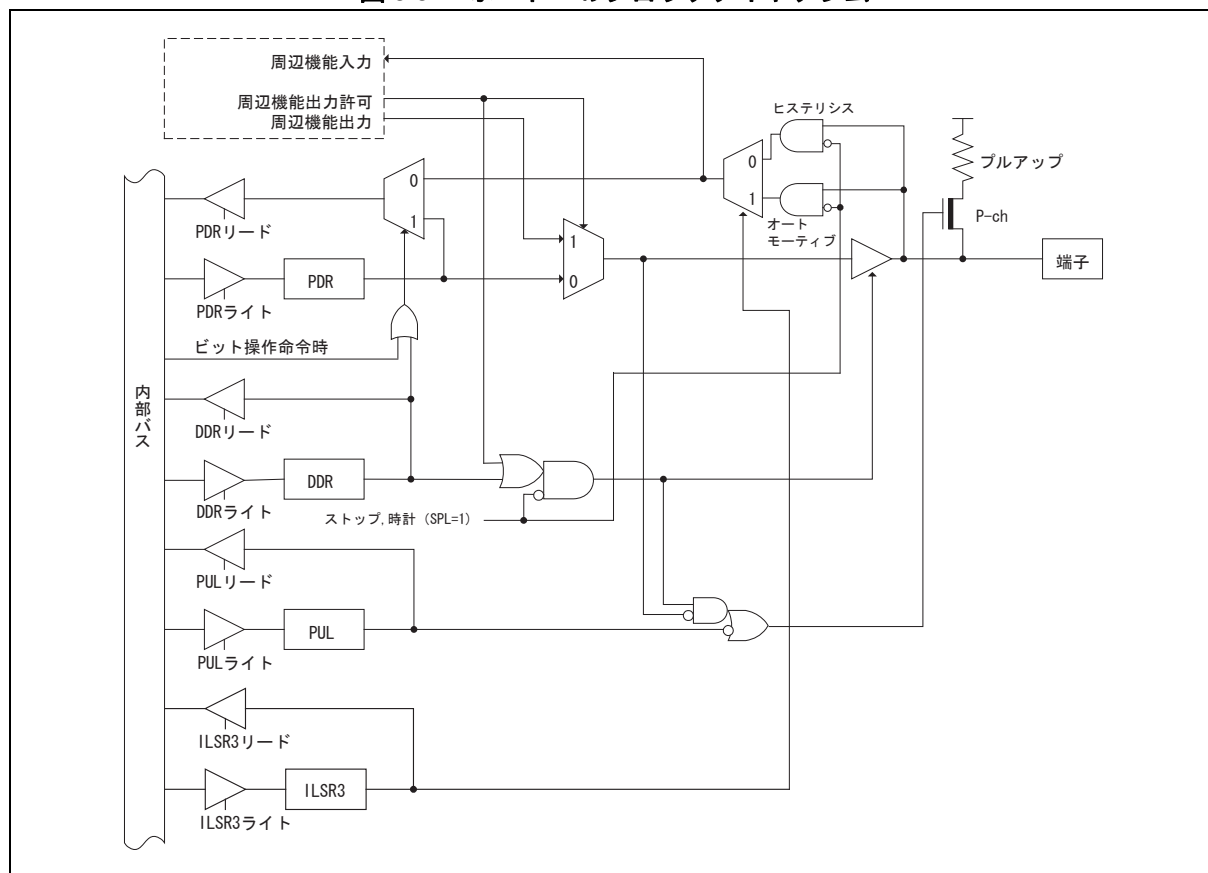 周辺機能入力
周辺機能出力許可
周辺機能出力
ヒステリシス
0
1
オート
モーティブ
プルアップ
P-ch
端子
0
1
1
0
PDRリード
PDR
PDRライト
ビット操作命令時
内部バス
DDRリード
DDR
DDRライト
ストップ,時計 (SPL=1)
PULリード
PUL
PULライト
ILSR3リード
ILSR3
ILSR3ライト